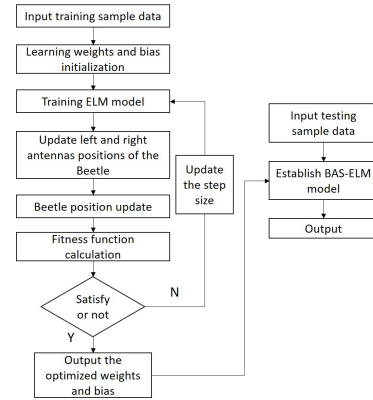 Input training sample data
Learning weights and bias
initialization
Training ELM model
Update left and right
antennas positions of the
Beetle
Beetle position update
Fitness function
calculation
Satisfy
or not
N
Y
Update
the step
size
Output the
optimized weights
and bias
Input testing
sample data
Establish BAS-ELM
model
Output